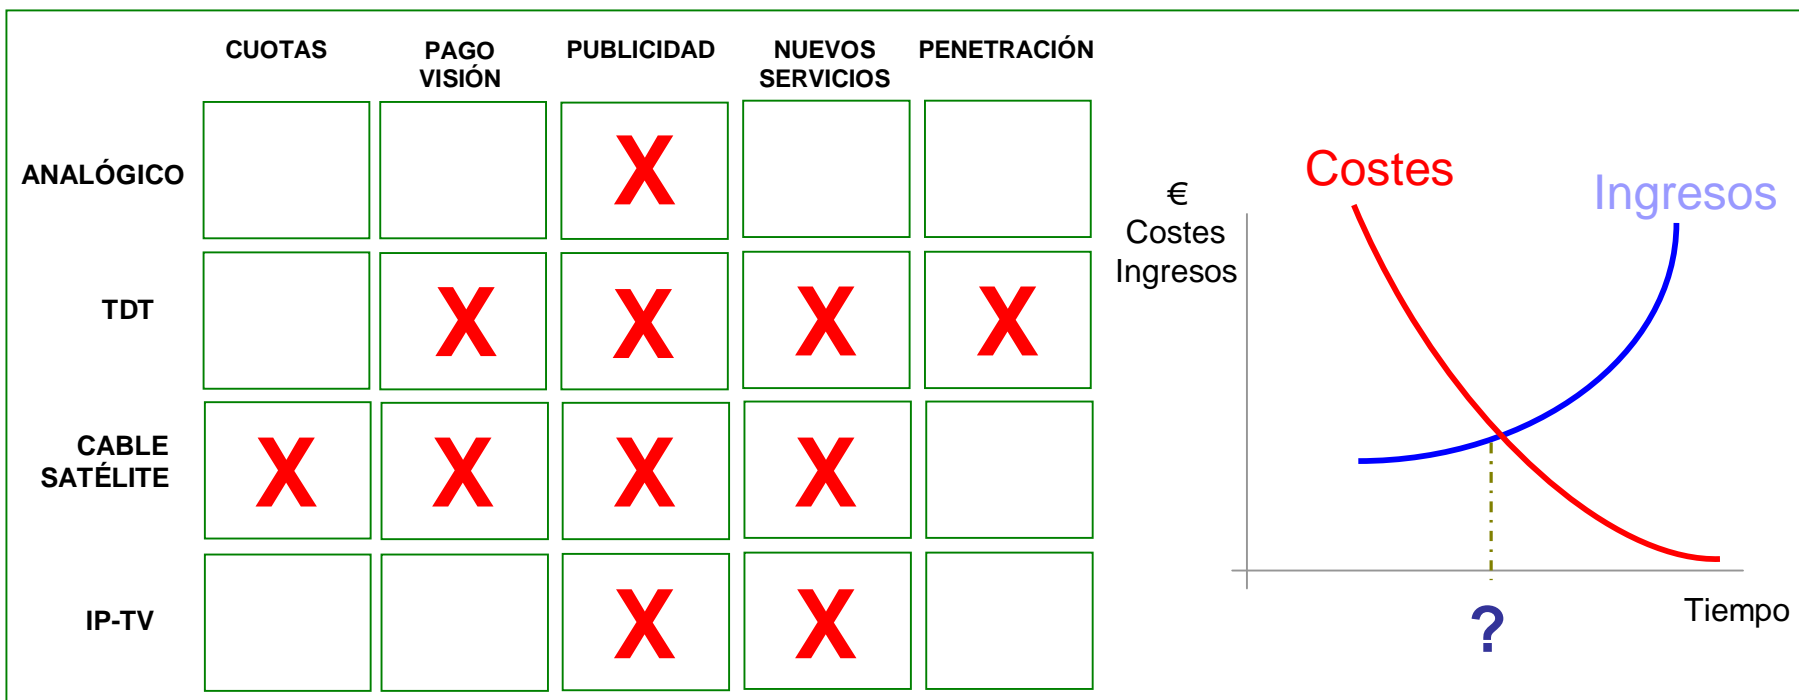 CUOTAS
PAGO
VISIÓN
PUBLICIDAD
NUEVOS
SERVICIOS
PENETRACIÓN
ANALÓGICO
X
TDT
X X X X
CABLE
SATÉLITE
X X X X
IP-TV
X X
€
Costes
Ingresos
Costes
Ingresos
?
Tiempo